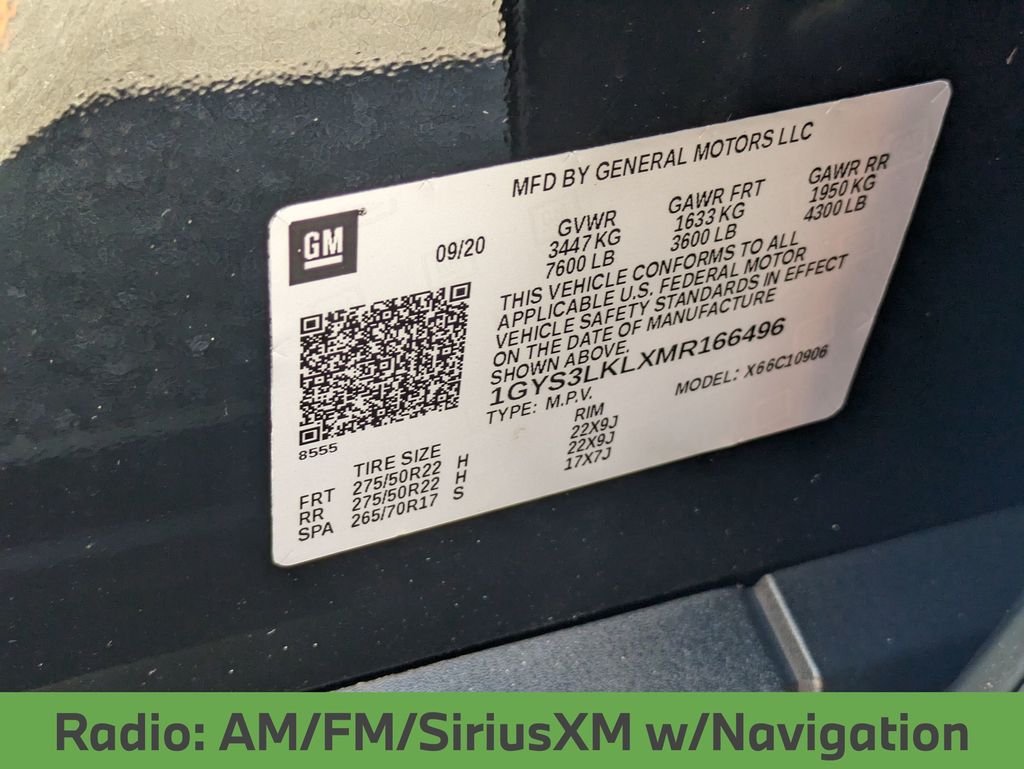 MFD BY GENERAL MOTORS LLC
GM
09/20
GVWR
3447 KG
7600 LB
GAWR FRT
1633 KG
3600 LB
GAWR RR
1950 KG
4300 LB
THIS VEHICLE CONFORMS TO ALL
APPLICABLE U.S. FEDERAL MOTOR
VEHICLE SAFETY STANDARDS IN EFFECT
ON THE DATE OF MANUFACTURE
SHOWN ABOVE.
1GYS3LKLXMR166496
TYPE: M.P.V.
MODEL: X66C10906
8555
TIRE SIZE
RIM
FRT 275/50R22 H 22X9J
RR 275/50R22 H 22X9J
SPA 265/70R17 S 17X7J
Radio: AM/FM/SiriusXM w/Navigation